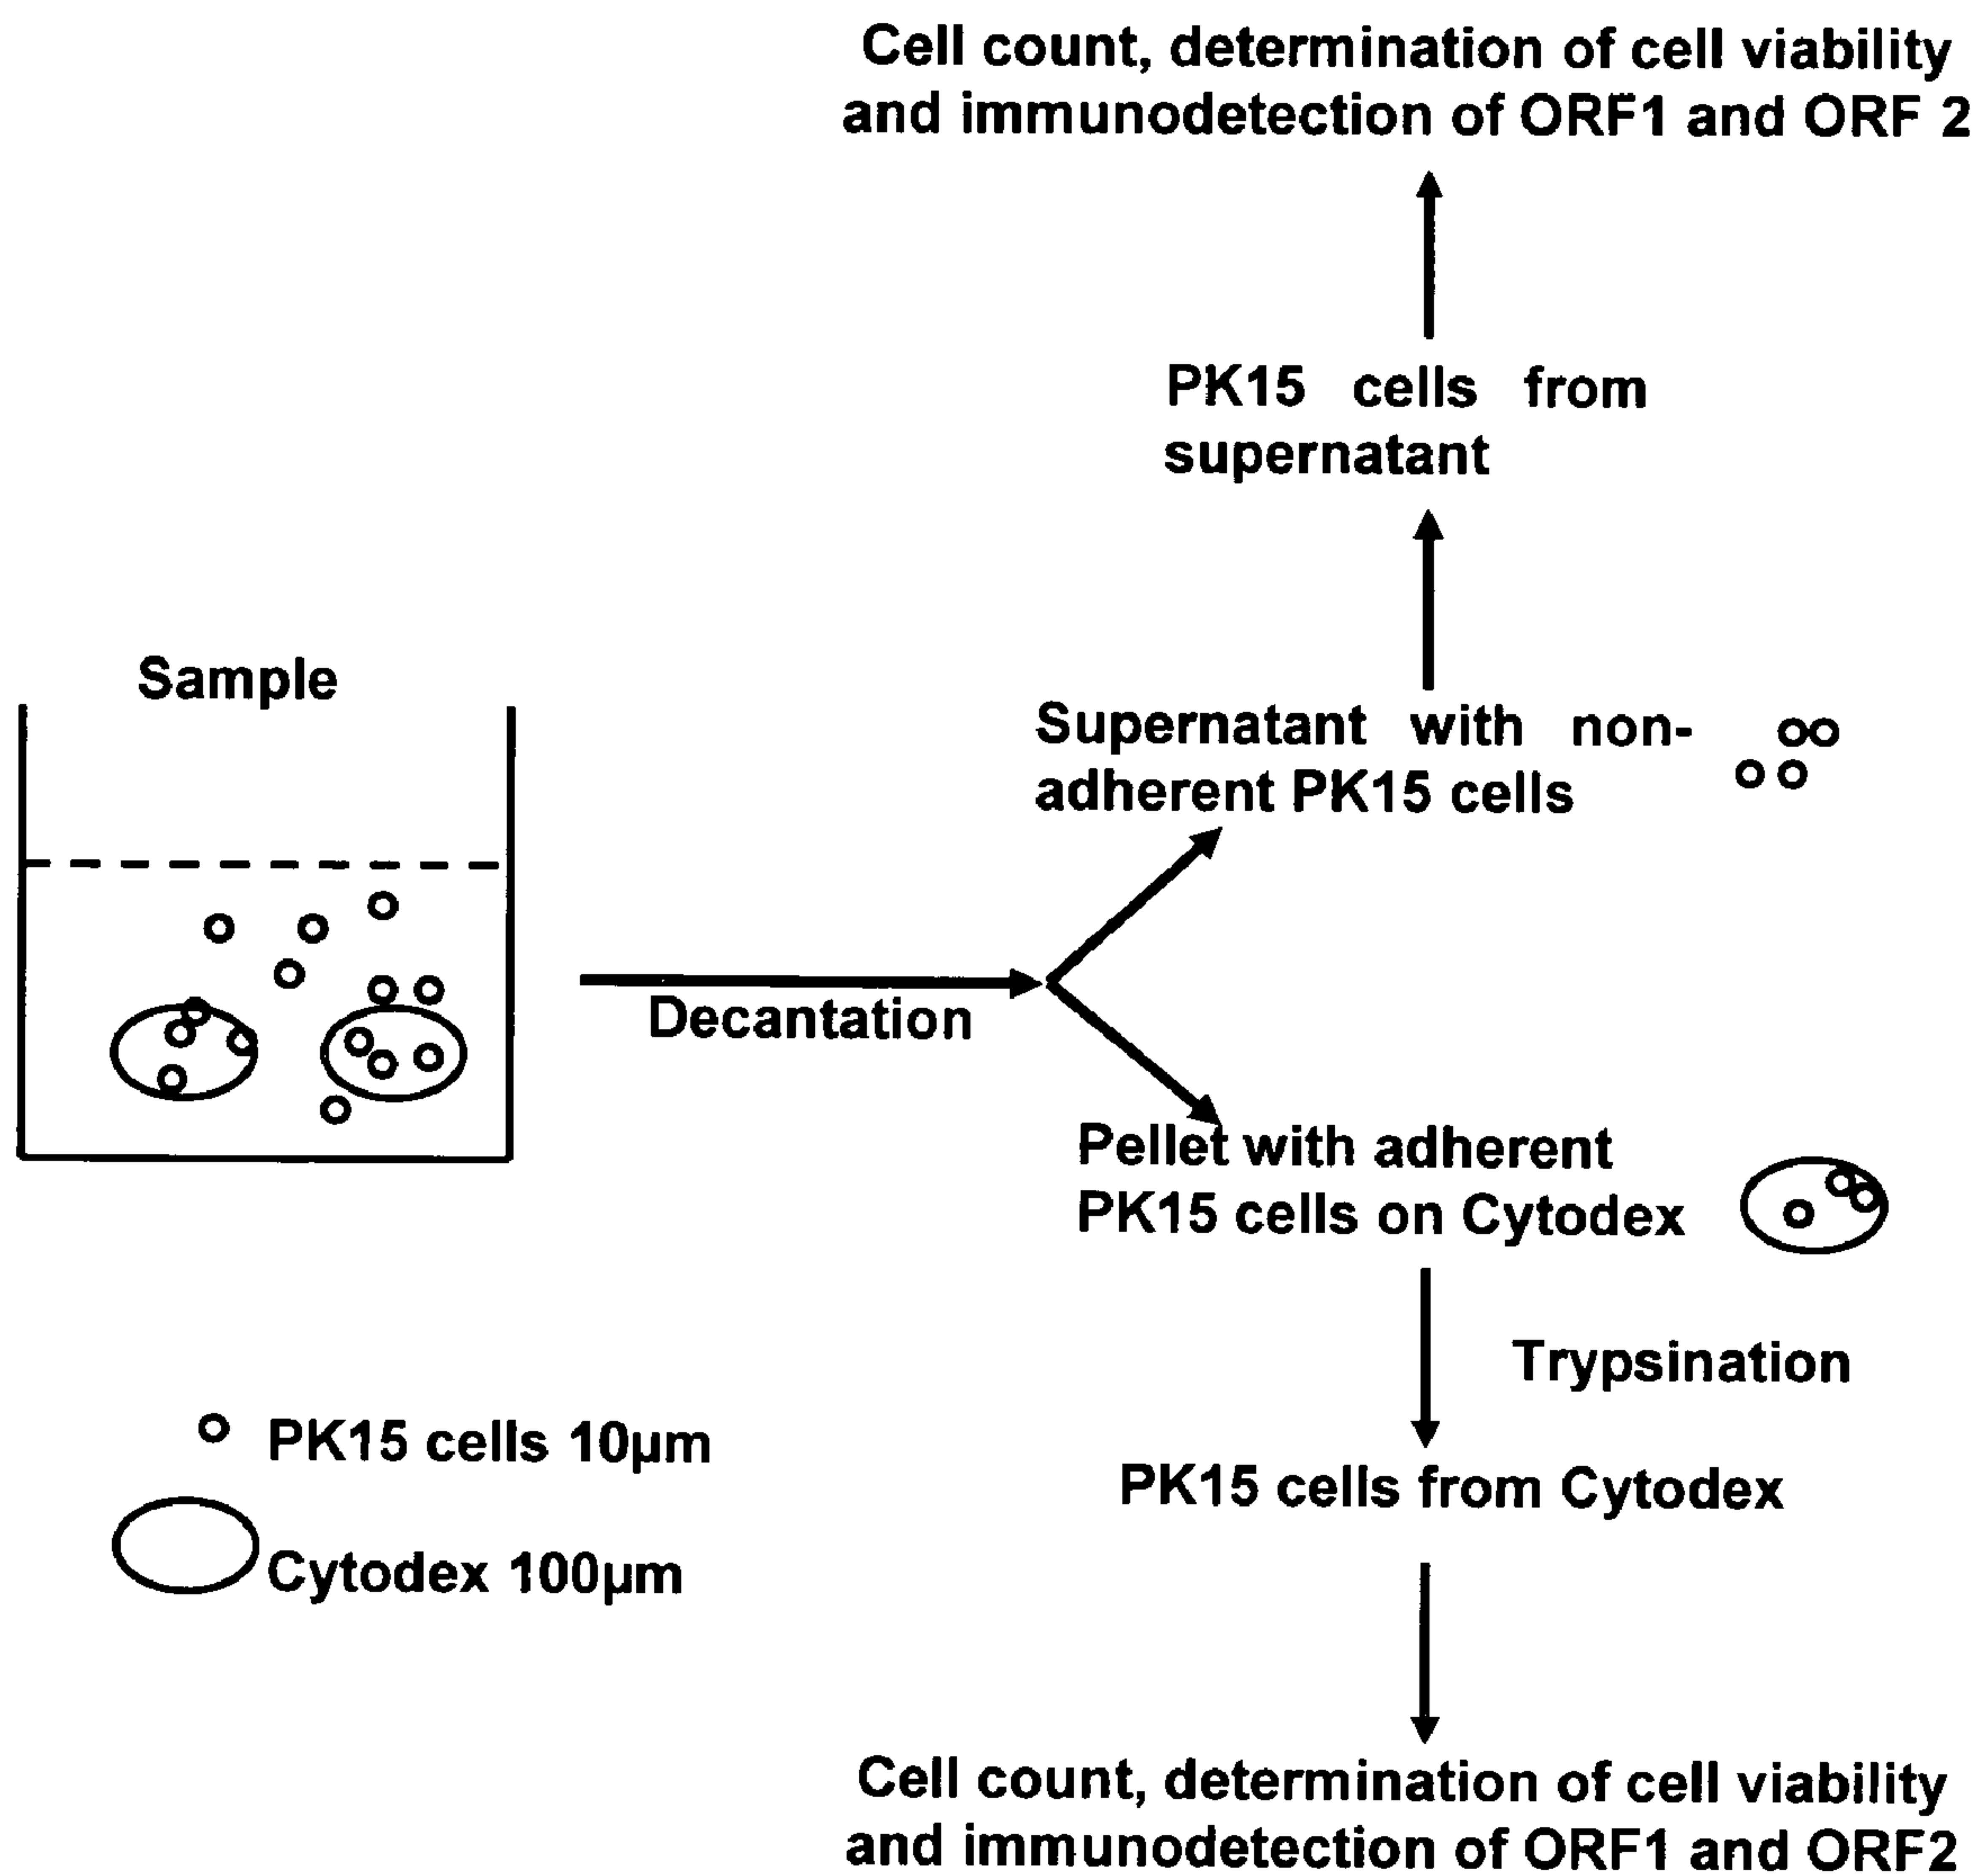 Cell count, determination of cell viability
and immunodetection of ORF1 and ORF 2
PK15 cells from
supernatant
Sample
Supernatant with non-
adherent PK15 cells
Decantation
Pellet with adherent
PK15 cells on Cytodex
Trypsination
PK15 cells 10µm
PK15 cells from Cytodex
Cytodex 100µm
Cell count, determination of cell viability
and immunodetection of ORF1 and ORF2